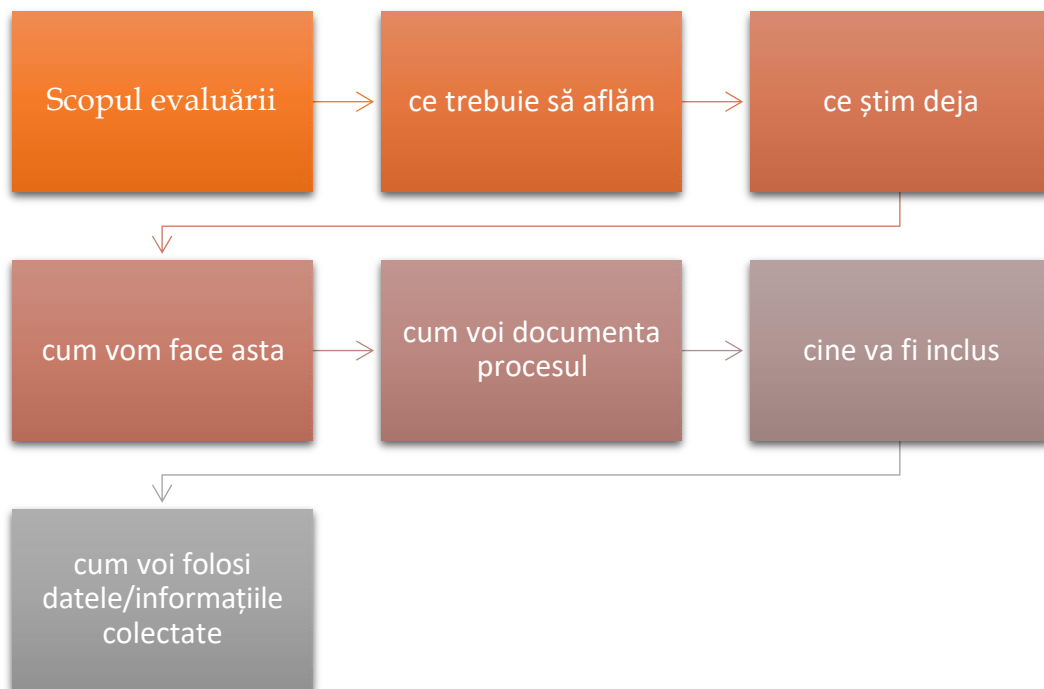 Scopul evaluării
ce trebuie să aflăm
ce știm deja
cum vom face asta
cum voi documenta
procesul
cine va fi inclus
cum voi folosi
datele/informațiile
colectate